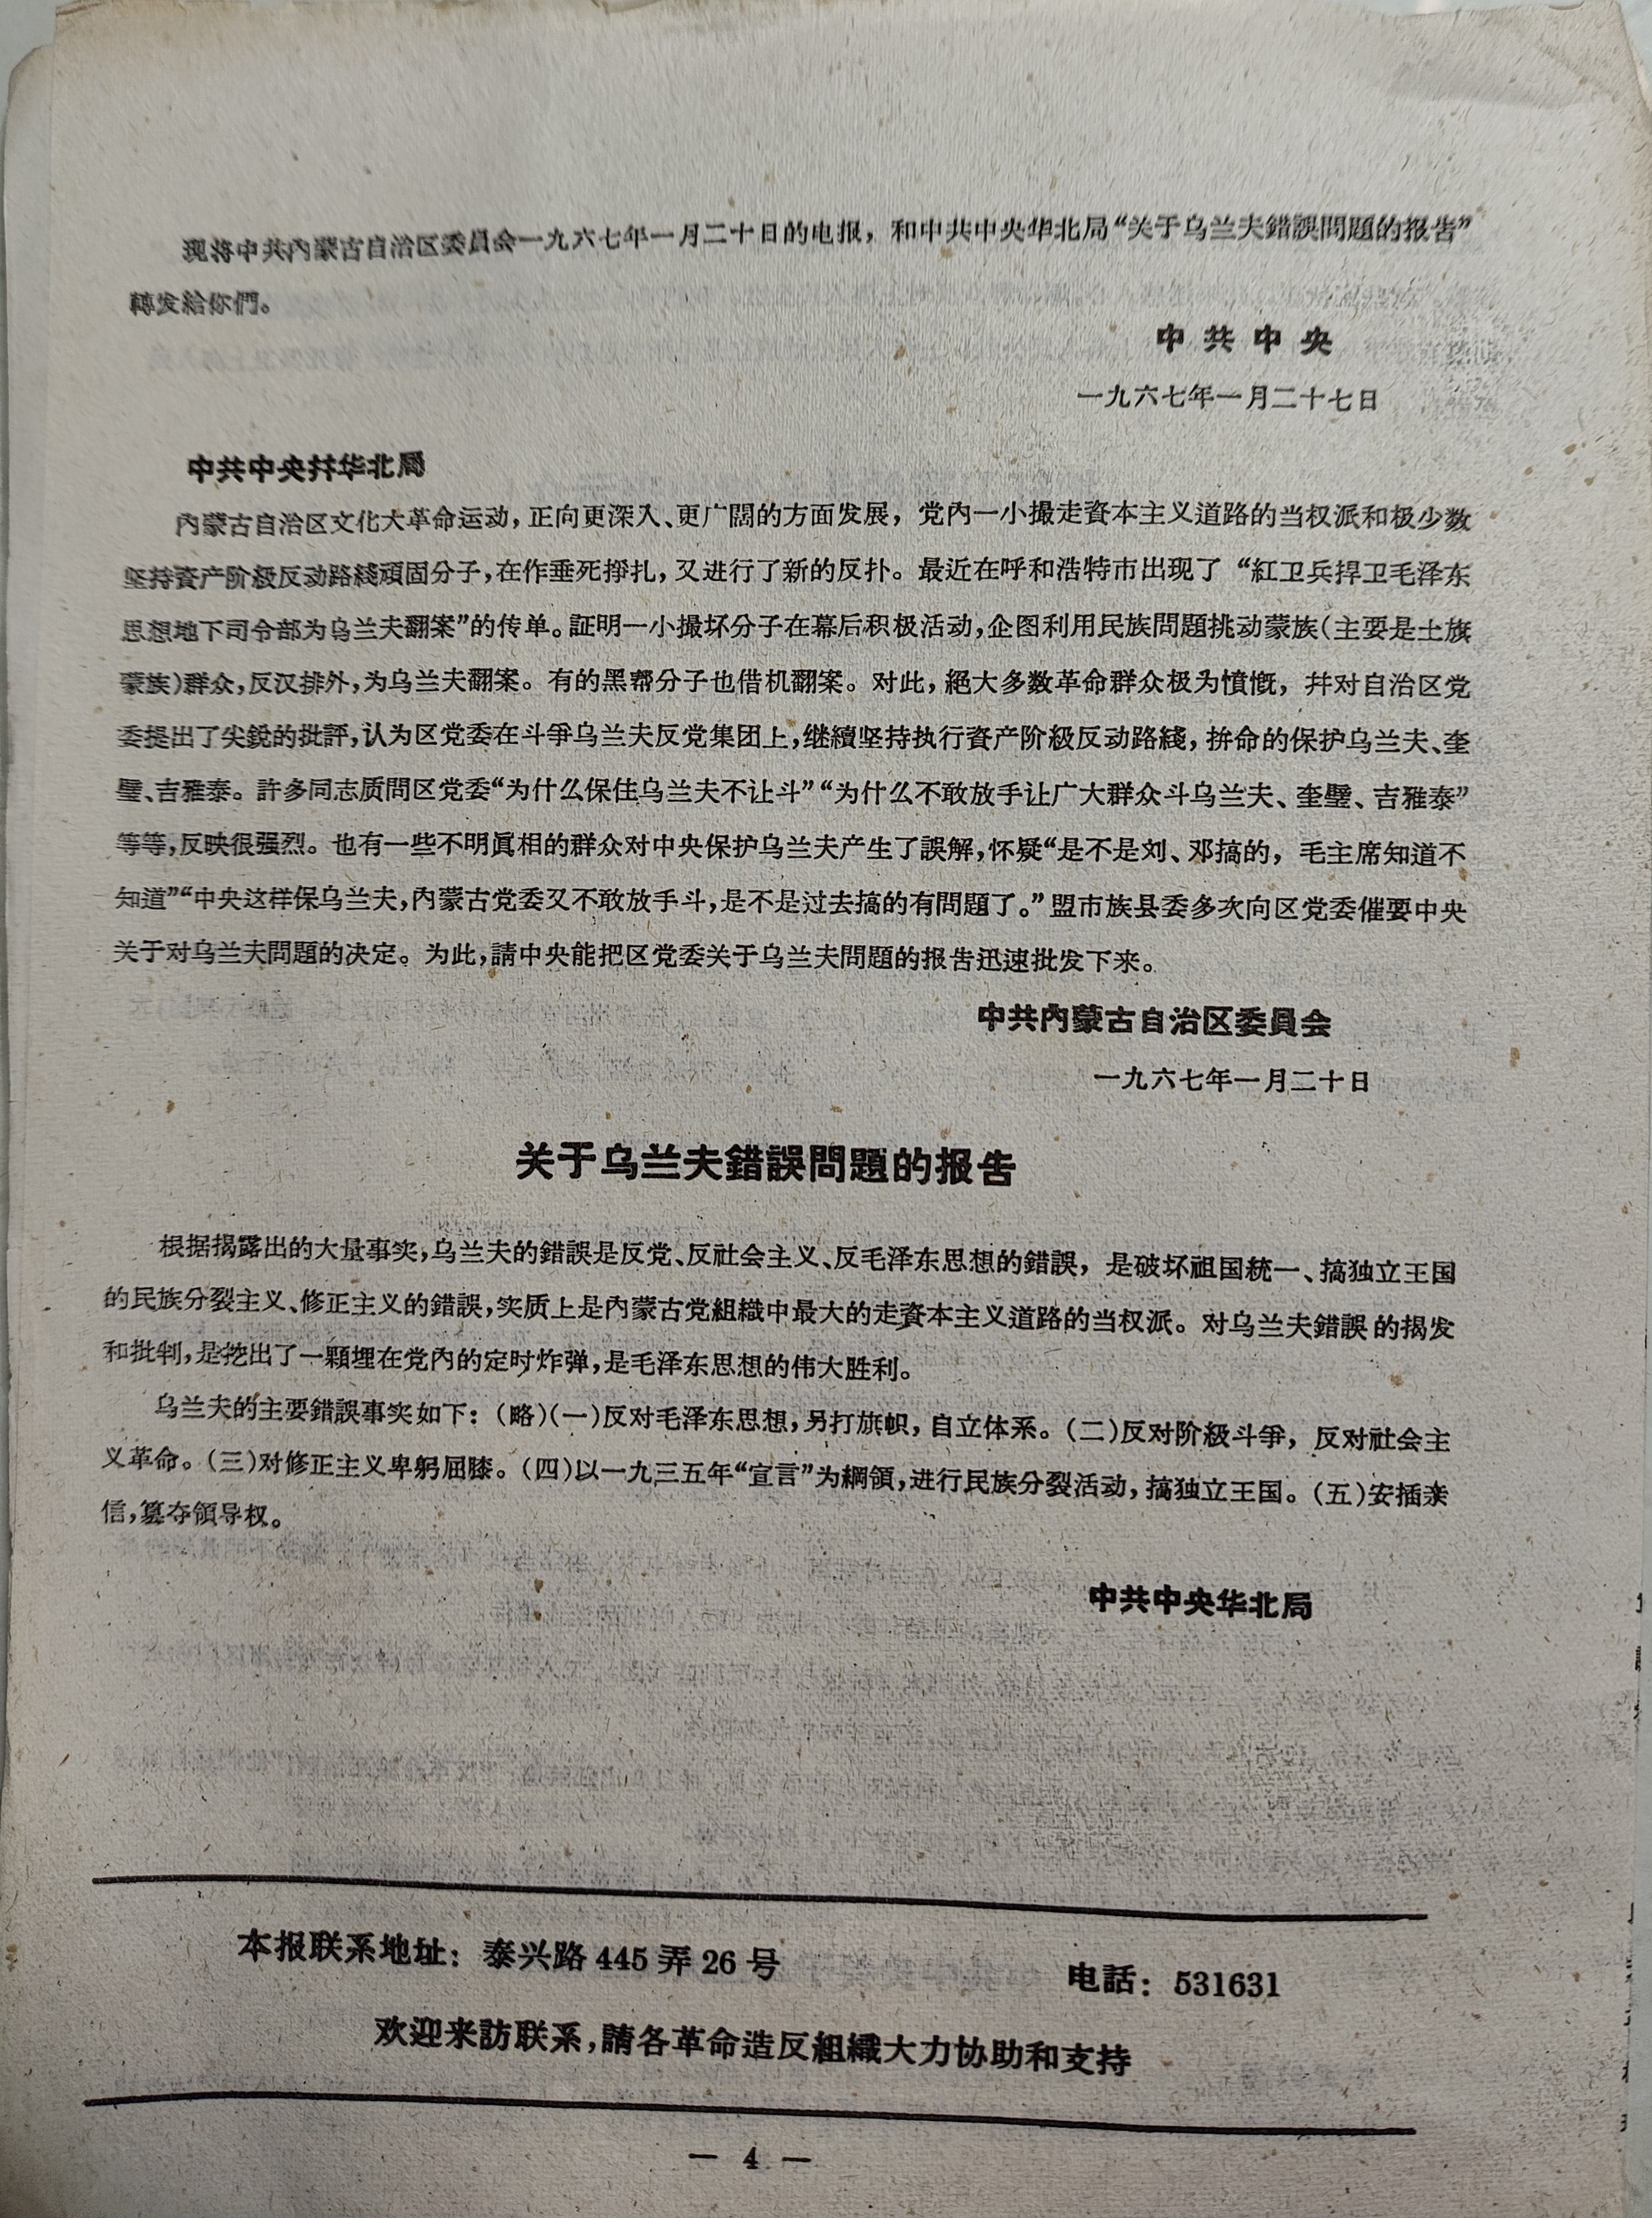 现将中共內蒙古自治区委員会一九六七年一月二十日的电报，和中共中央华北局“关于乌兰夫錯誤問題的报告”
轉发給你們。
中共中央
一九六七年一月二十七日
中共中央幷华北局
內蒙古自治区文化大革命运动，正向更深入、更广闊的方面发展，党內一小撮走資本主义道路的当权派和极少数
坚持資产阶級反动路綫頑固分子，在作垂死掙扎，又进行了新的反扑。最近在呼和浩特市出現了“紅卫兵捍卫毛泽东
思想地下司令部为乌兰夫翻案”的传单。証明一小撮坏分子在幕后积极活动，企图利用民族問題挑动蒙族（主要是土旗
蒙族）群众，反汉排外，为乌兰夫翻案。有的黑帮分子也借机翻案。对此，絕大多数革命群众极为憤慨，幷对自治区党
委提出了尖銳的批評，认为区党委在斗爭乌兰夫反党集团上，继續坚持执行資产阶級反动路綫，拚命的保护乌兰夫、奎
璧、吉雅泰。許多同志质問区党委“为什么保住乌兰夫不让斗”“为什么不敢放手让广大群众斗乌兰夫、奎璧、吉雅泰”
等等，反映很强烈。也有一些不明眞相的群众对中央保护乌兰夫产生了誤解，怀疑“是不是刘、邓搞的，毛主席知道不
知道”“中央这样保乌兰夫，內蒙古党委又不敢放手斗，是不是过去搞的有問題了。”盟市族县委多次向区党委催要中央
关于对乌兰夫問題的决定。为此，請中央能把区党委关于乌兰夫問題的报告迅速批发下来。
中共內蒙古自治区委員会
一九六七年一月二十日
关于乌兰夫錯誤問題的报告
根据揭露出的大量事实，乌兰夫的錯誤是反党、反社会主义、反毛泽东思想的錯誤，是破坏祖国統一、搞独立王国
的民族分裂主义、修正主义的錯誤，实质上是內蒙古党組織中最大的走資本主义道路的当权派。对乌兰夫錯誤的揭发
和批判，是挖出了一顆埋在党內的定时炸弹，是毛泽东思想的伟大胜利。
乌兰夫的主要錯誤事实如下：（略）（一）反对毛泽东思想，另打旗帜，自立体系。（二）反对阶級斗爭，反对社会主
义革命。（三）对修正主义卑躬屈膝。（四）以一九三五年“宣言”为綱領，进行民族分裂活动，搞独立王国。（五）安插亲
信，篡夺領导权。
中共中央华北局
本报联系地址：泰兴路 445 弄 26 号
电話：531631
欢迎来訪联系，請各革命造反組織大力协助和支持
— 4 —